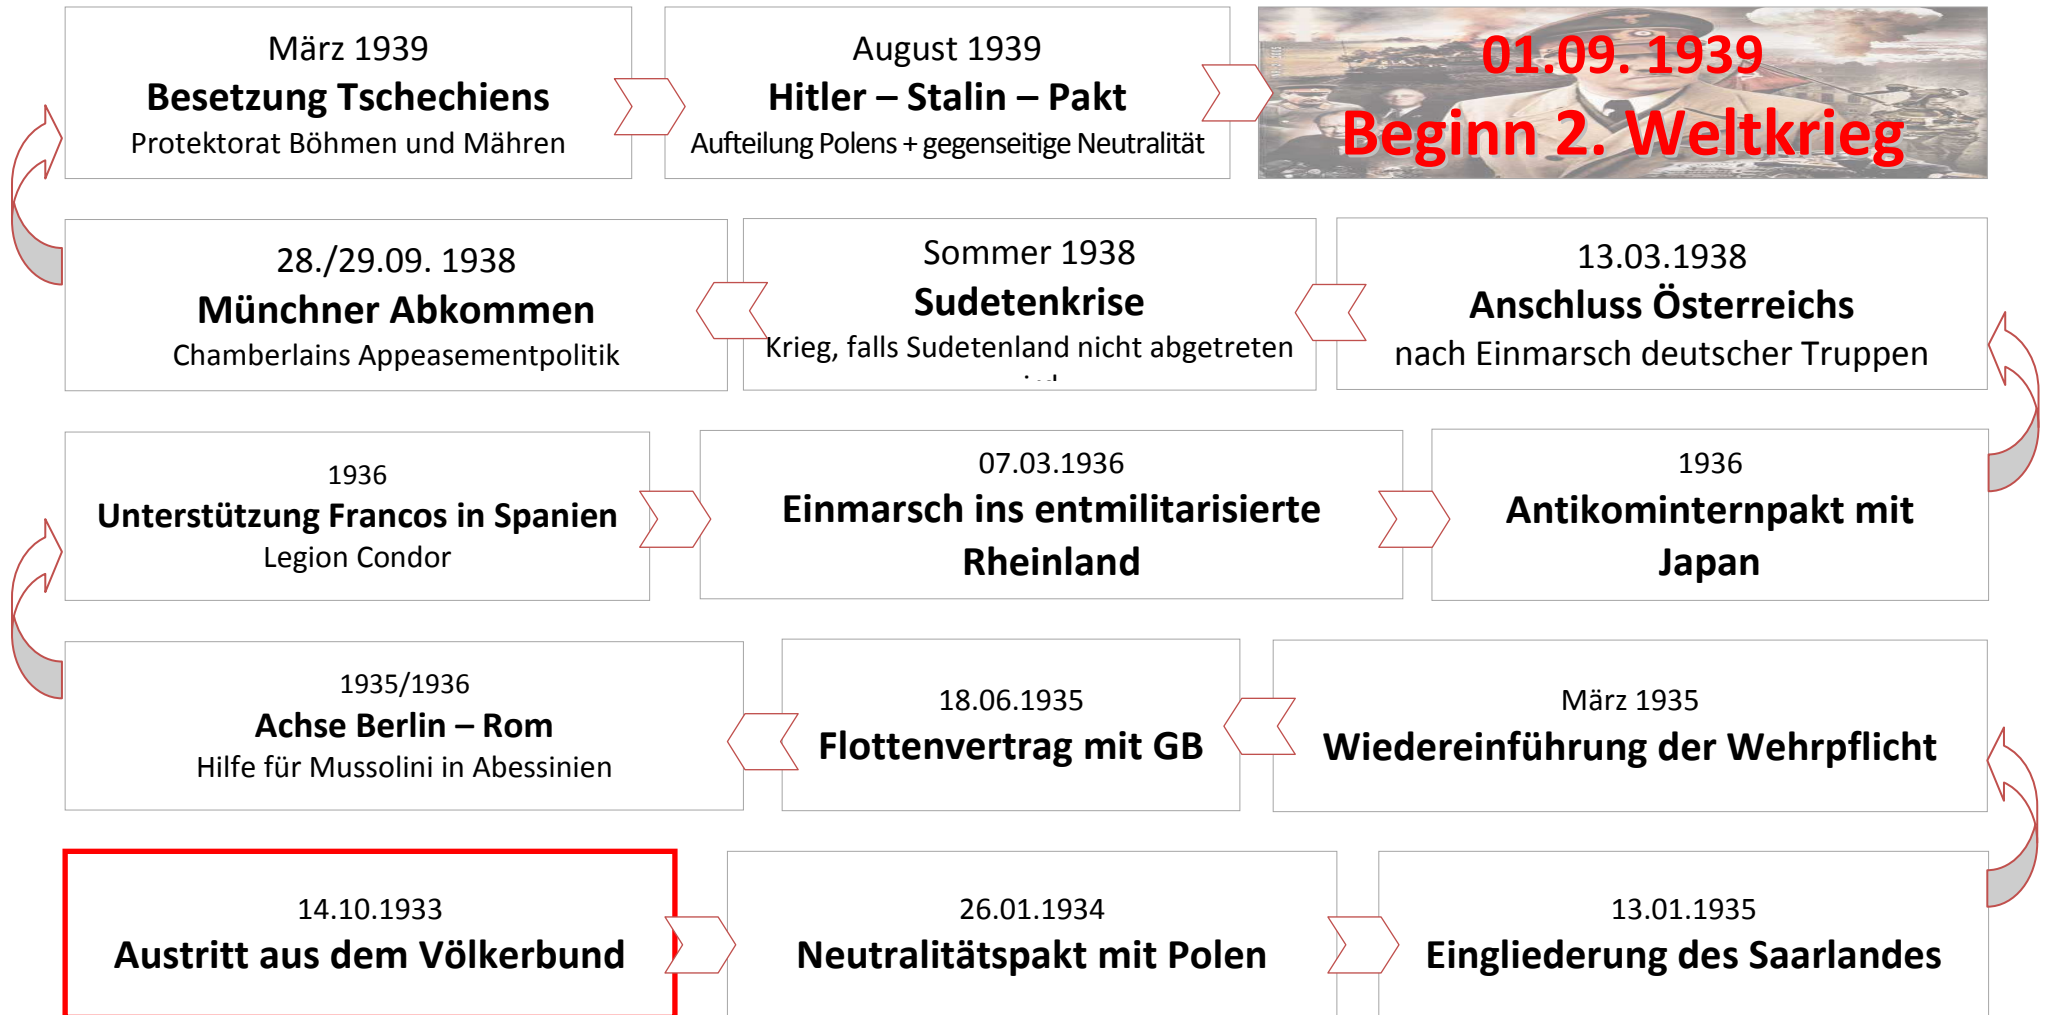 März 1939
Besetzung Tschechiens
Protektorat Böhmen und Mähren
August 1939
Hitler – Stalin – Pakt
Aufteilung Polens + gegenseitige Neutralität
01.09. 1939
Beginn 2. Weltkrieg
28./29.09. 1938
Münchner Abkommen
Chamberlains Appeasementpolitik
Sommer 1938
Sudetenkrise
Krieg, falls Sudetenland nicht abgetreten
13.03.1938
Anschluss Österreichs
nach Einmarsch deutscher Truppen
1936
Unterstützung Francos in Spanien
Legion Condor
07.03.1936
Einmarsch ins entmilitarisierte
Rheinland
1936
Antikominternpakt mit
Japan
1935/1936
Achse Berlin – Rom
Hilfe für Mussolini in Abessinien
18.06.1935
Flottenvertrag mit GB
März 1935
Wiedereinführung der Wehrpflicht
14.10.1933
Austritt aus dem Völkerbund
26.01.1934
Neutralitätspakt mit Polen
13.01.1935
Eingliederung des Saarlandes